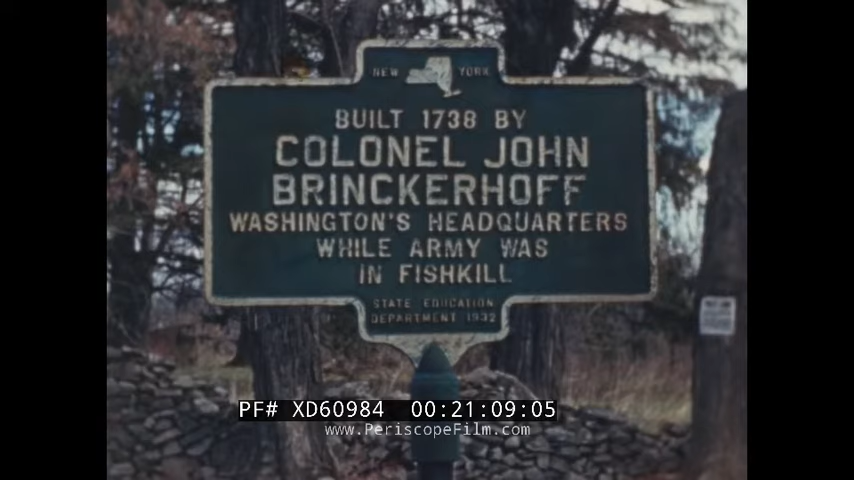 NEW YORK
BUILT 1738 BY
COLONEL JOHN
BRINCKERHOFF
WASHINGTON'S HEADQUARTERS
WHILE ARMY WAS
IN FISHKILL
STATE EDUCATION
DEPARTMENT 1932
PF# XD60984 00:21:09:05
www.PeriscopeFilm.com